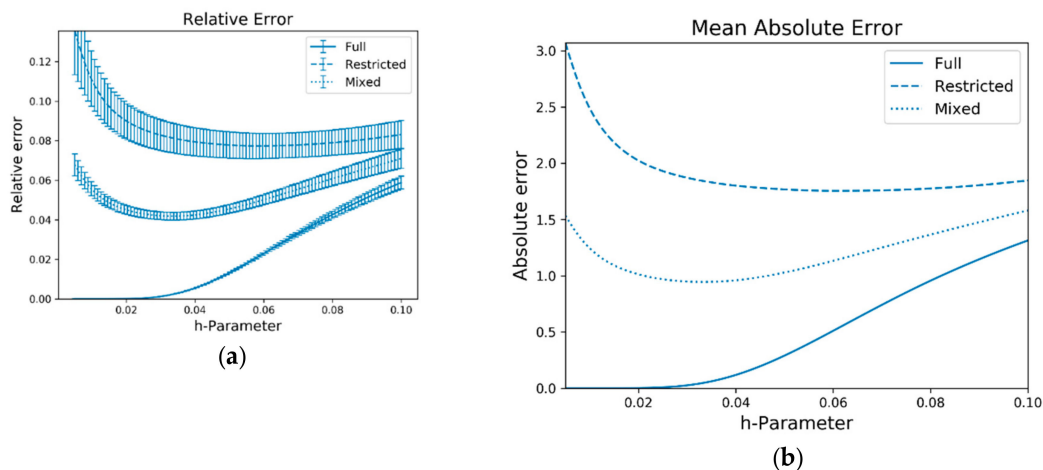 Relative Error
Relative error
0.12
0.10
0.08
0.06
0.04
0.02
0.00
Full
Restricted
Mixed
0.02 0.04 0.06 0.08 0.10
h-Parameter
(a)
Mean Absolute Error
Absolute error
3.0
2.5
2.0
1.5
1.0
0.5
0.0
Full
Restricted
Mixed
0.02 0.04 0.06 0.08 0.10
h-Parameter
(b)